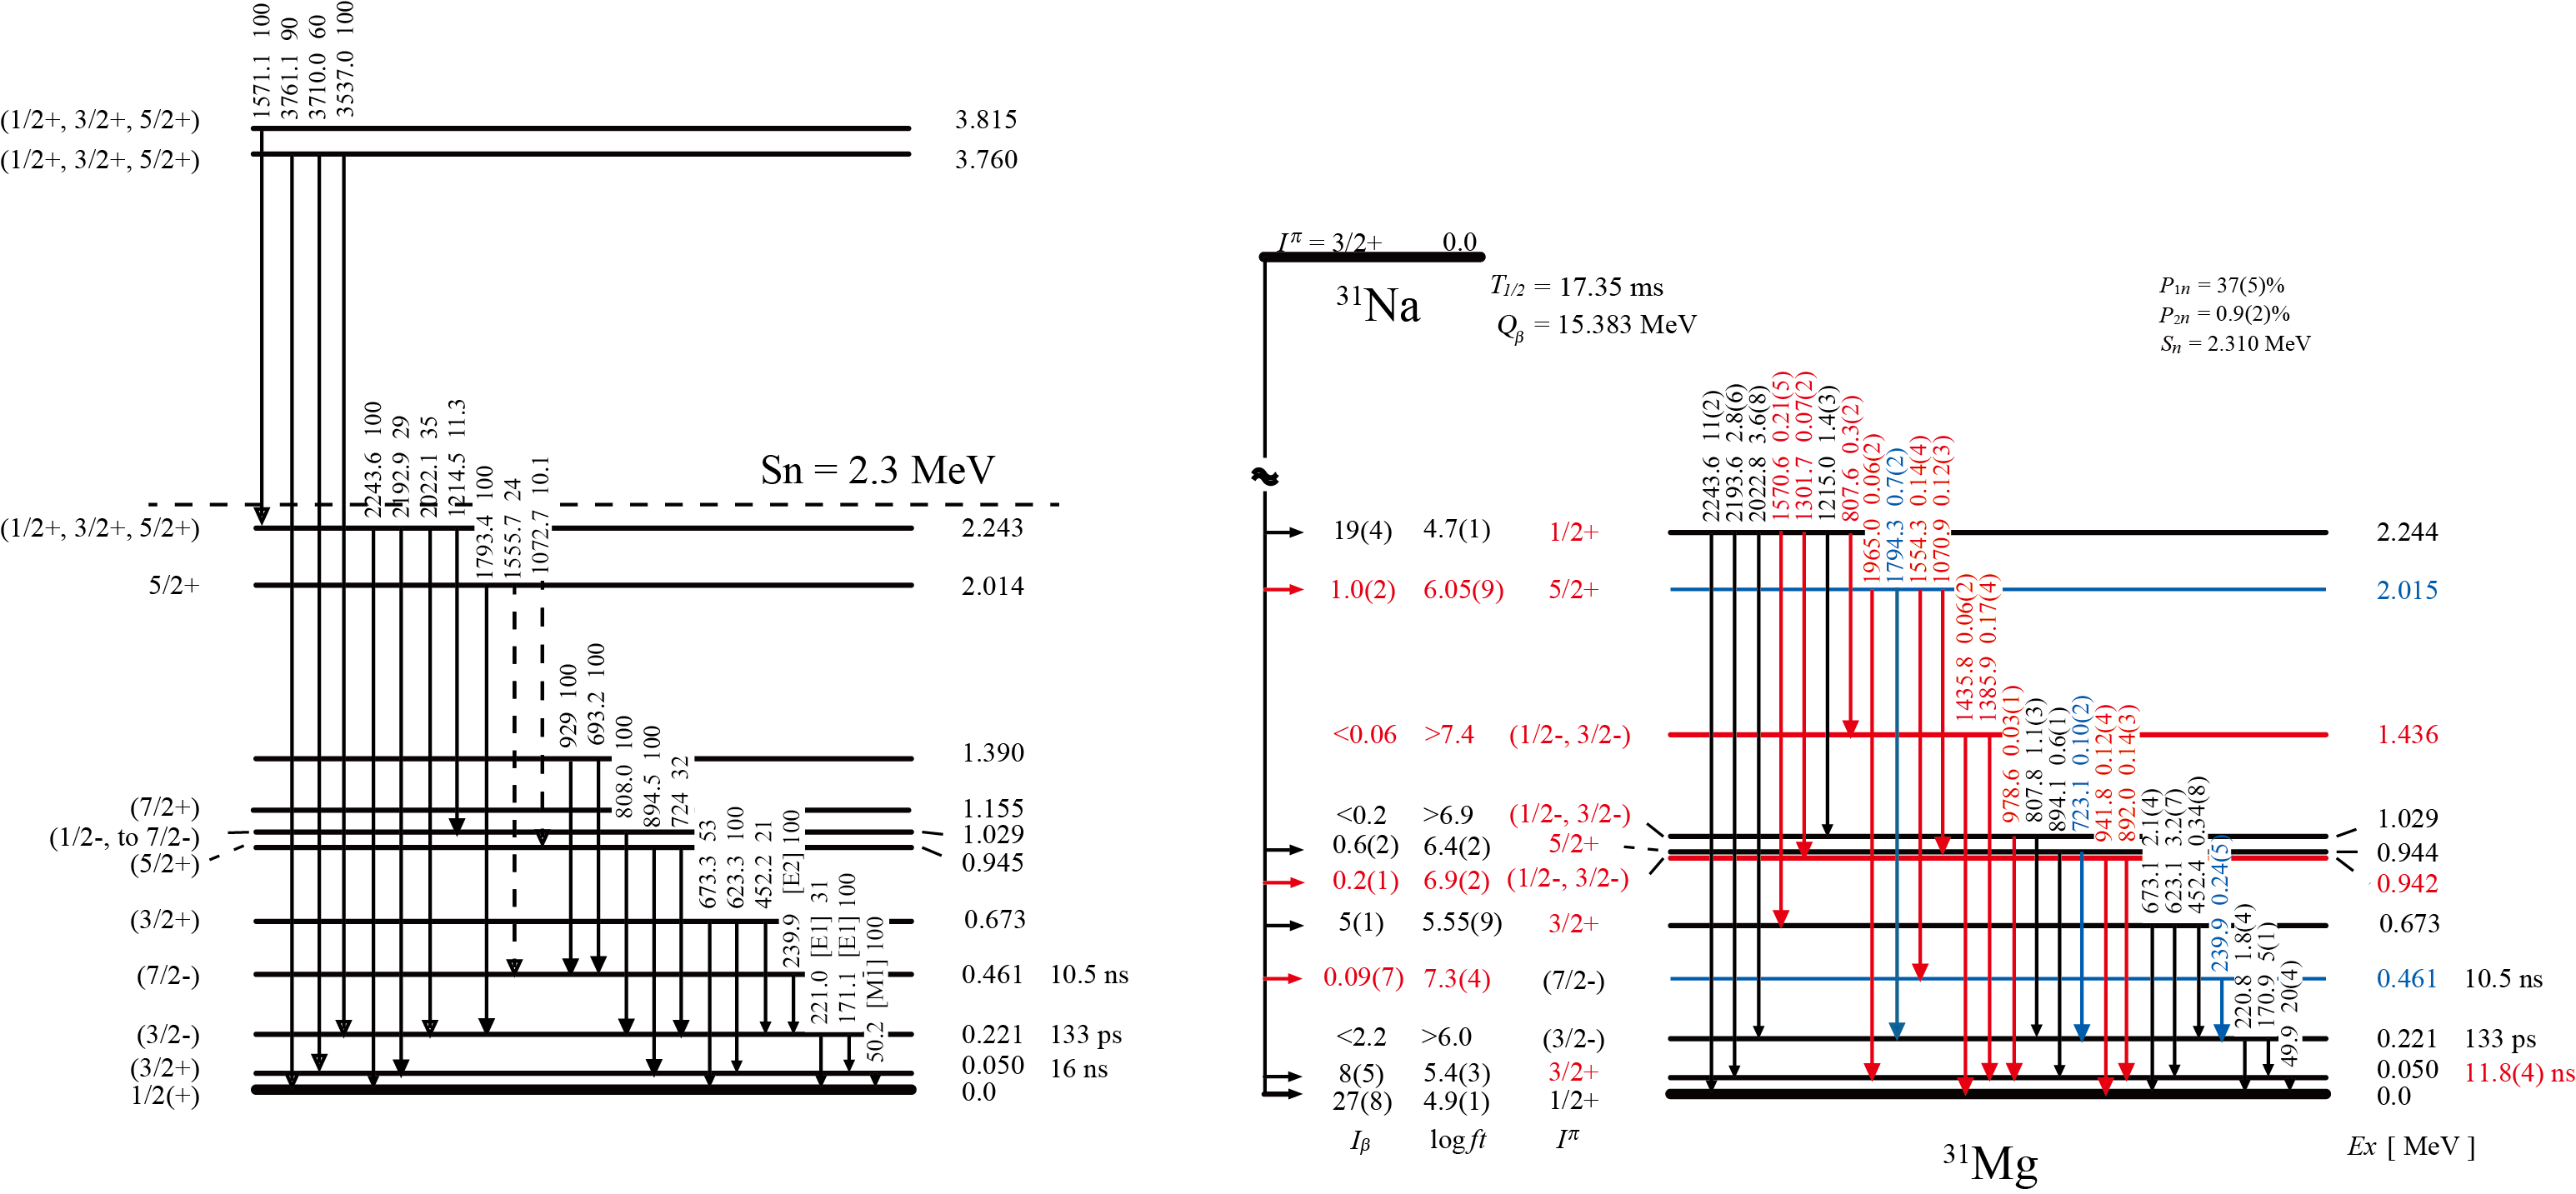 1571.1 100
3761.1 90
3710.0 60
3537.0 100
(1/2+, 3/2+, 5/2+) 3.815
(1/2+, 3/2+, 5/2+) 3.760
Sn = 2.3 MeV
2243.6 100
2192.9 29
2022.1 35
1214.5 11.3
1793.4 100
1555.7 24
1072.7 10.1
(1/2+, 3/2+, 5/2+) 2.243
5/2+ 2.014
929 100
693.2 100
808.0 100
894.5 100
724 32
1.390
(7/2+) 1.155
(1/2-, to 7/2-) 1.029
(5/2+) 0.945
673.3 53
623.3 100
452.2 21
239.9 [E2] 100
221.0 [E1] 31
171.1 [E1] 100
50.2 [M1] 100
(3/2+) 0.673
(7/2-) 0.461 10.5 ns
(3/2-) 0.221 133 ps
(3/2+) 0.050 16 ns
1/2(+) 0.0
I^π = 3/2+ 0.0
³¹Na
T1/2 = 17.35 ms
Qβ = 15.383 MeV
P1n = 37(5)%
P2n = 0.9(2)%
Sn = 2.310 MeV
2243.6 11(2)
2193.6 2.8(6)
2022.8 3.6(8)
1570.6 0.21(5)
1301.7 0.07(2)
1215.0 1.4(3)
807.6 0.3(2)
1965.0 0.06(2)
1794.3 0.7(2)
1554.3 0.14(4)
1070.9 0.12(3)
1435.8 0.06(2)
1385.9 0.17(4)
978.6 0.03(1)
807.8 1.1(3)
894.1 0.6(1)
723.1 0.10(2)
941.8 0.12(4)
892.0 0.14(3)
673.1 2.1(4)
623.1 3.2(7)
452.4 0.34(8)
239.9 0.24(5)
220.8 1.8(4)
170.9 5(1)
49.9 20(4)
19(4) 4.7(1) 1/2+ 2.244
1.0(2) 6.05(9) 5/2+ 2.015
<0.06 >7.4 (1/2-, 3/2-) 1.436
<0.2 >6.9 (1/2-, 3/2-) 1.029
0.6(2) 6.4(2) 5/2+ 0.944
0.2(1) 6.9(2) (1/2-, 3/2-) 0.942
5(1) 5.55(9) 3/2+ 0.673
0.09(7) 7.3(4) (7/2-) 0.461 10.5 ns
<2.2 >6.0 (3/2-) 0.221 133 ps
8(5) 5.4(3) 3/2+ 0.050 11.8(4) ns
27(8) 4.9(1) 1/2+ 0.0
Iβ log ft I^π
³¹Mg
Ex [ MeV ]